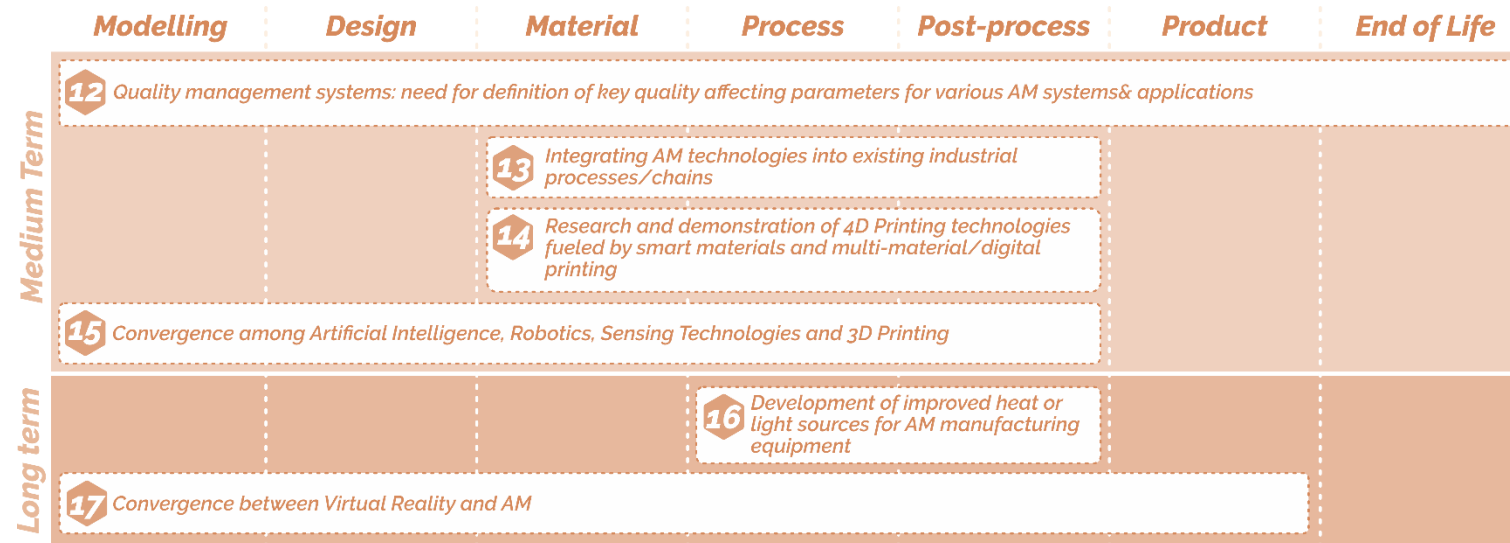 Modelling Design Material Process Post-process Product End of Life
Medium Term
12 Quality management systems: need for definition of key quality affecting parameters for various AM systems& applications
13 Integrating AM technologies into existing industrial
processes/chains
14 Research and demonstration of 4D Printing technologies
fueled by smart materials and multi-material/digital
printing
15 Convergence among Artificial Intelligence, Robotics, Sensing Technologies and 3D Printing
Long term
16 Development of improved heat or
light sources for AM manufacturing
equipment
17 Convergence between Virtual Reality and AM